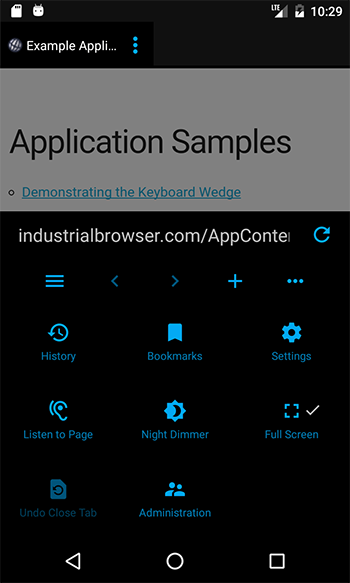 LTE 10:29
Example Appli...
Application Samples
Demonstrating the Keyboard Wedge
industrialbrowser.com/AppConte
History Bookmarks Settings
Listen to Page Night Dimmer Full Screen
Undo Close Tab Administration